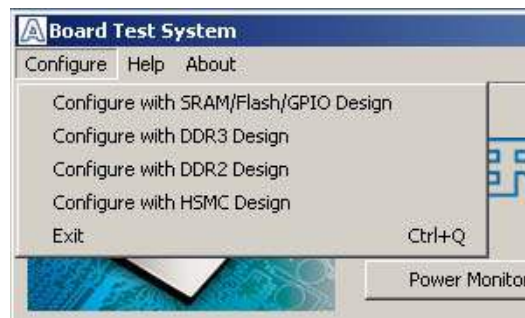 Board Test System
Configure Help About
Configure with SRAM/Flash/GPIO Design
Configure with DDR3 Design
Configure with DDR2 Design
Configure with HSMC Design
Exit Ctrl+Q
Power Monitor